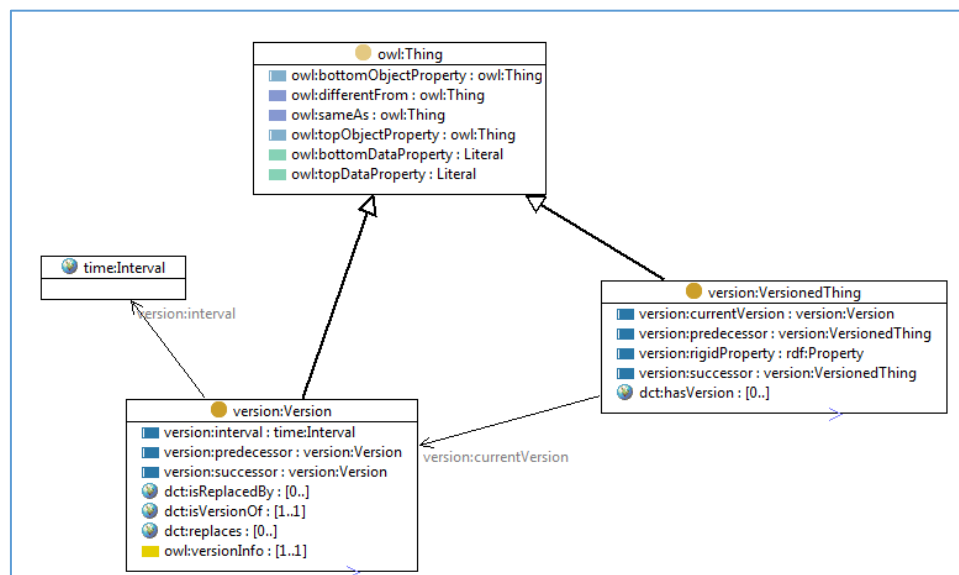 owl:Thing
owl:bottomObjectProperty : owl:Thing
owl:differentFrom : owl:Thing
owl:sameAs : owl:Thing
owl:topObjectProperty : owl:Thing
owl:bottomDataProperty : Literal
owl:topDataProperty : Literal
time:Interval
version:interval
version:VersionedThing
version:currentVersion : version:Version
version:predecessor : version:VersionedThing
version:rigidProperty : rdf:Property
version:successor : version:VersionedThing
dct:hasVersion : [0..]
version:currentVersion
version:Version
version:interval : time:Interval
version:predecessor : version:Version
version:successor : version:Version
dct:isReplacedBy : [0..]
dct:isVersionOf : [1..1]
dct:replaces : [0..]
owl:versionInfo : [1..1]